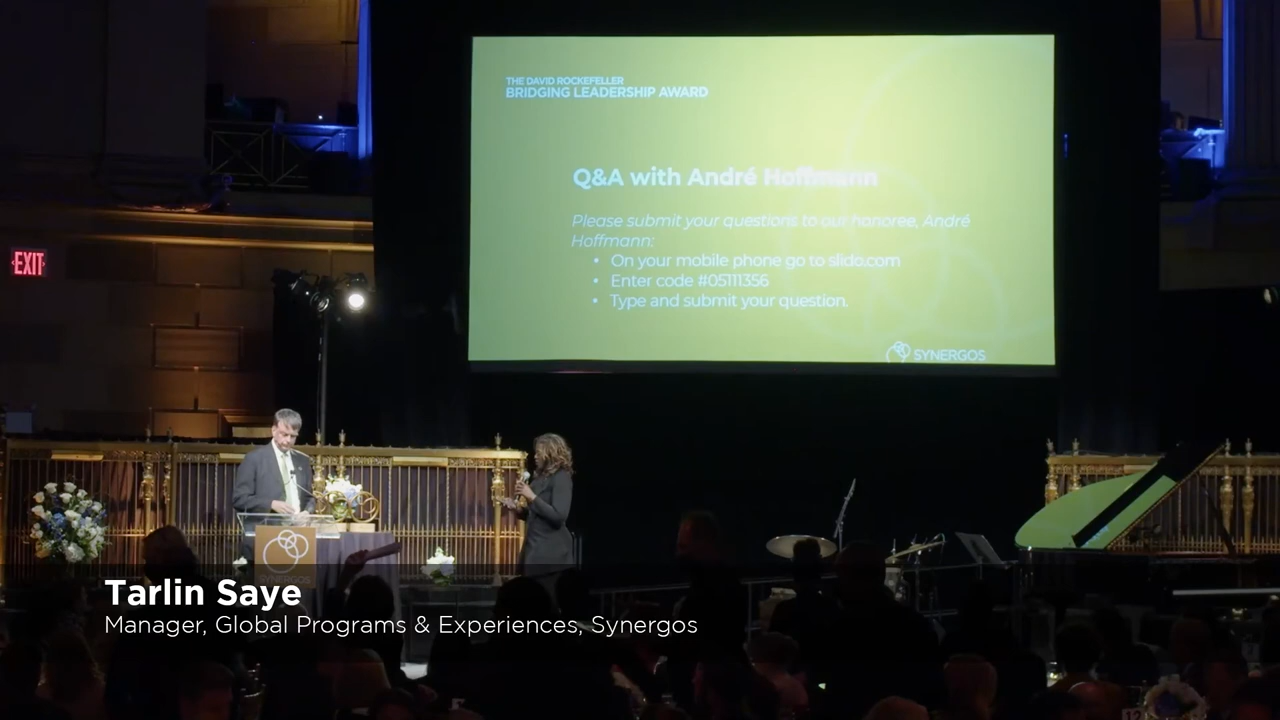 THE DAVID ROCKEFELLER
BRIDGING LEADERSHIP AWARD
Q&A with André Hoffmann
Please submit your questions to our honoree, André
Hoffmann:
• On your mobile phone go to slido.com
• Enter code #05111356
• Type and submit your question.
SYNERGOS
EXIT
SYNERGOS
Tarlin Saye
Manager, Global Programs & Experiences, Synergos